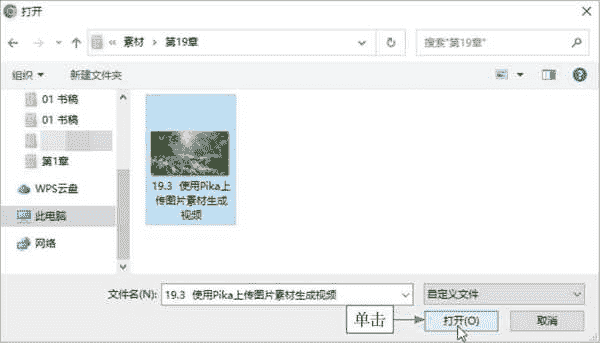 打开
素材 › 第19章
搜索"第19章"
组织
新建文件夹
01 书稿
01 书稿
第1章
WPS云盘
此电脑
网络
19.3 使用Pika上
传图片素材生成
视频
文件名(N):
19.3 使用Pika上传图片素材生成视频
自定义文件
单击
打开(O)
取消